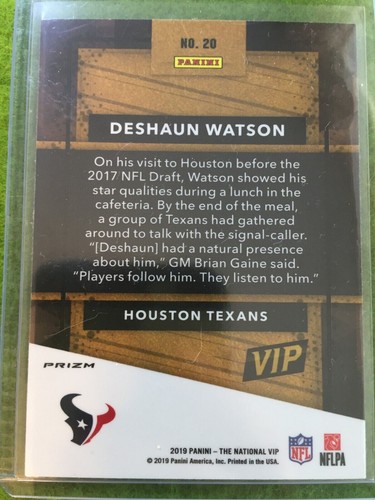 NO. 20
PANINI
DESHAUN WATSON
On his visit to Houston before the
2017 NFL Draft, Watson showed his
star qualities during a lunch in the
cafeteria. By the end of the meal,
a group of Texans had gathered
around to talk with the signal-caller.
"[Deshaun] had a natural presence
about him," GM Brian Gaine said.
"Players follow him. They listen to him."
HOUSTON TEXANS
VIP
PRIZM
2019 PANINI – THE NATIONAL VIP
© 2019 Panini America, Inc. Printed in the USA.
NFL
NFLPA